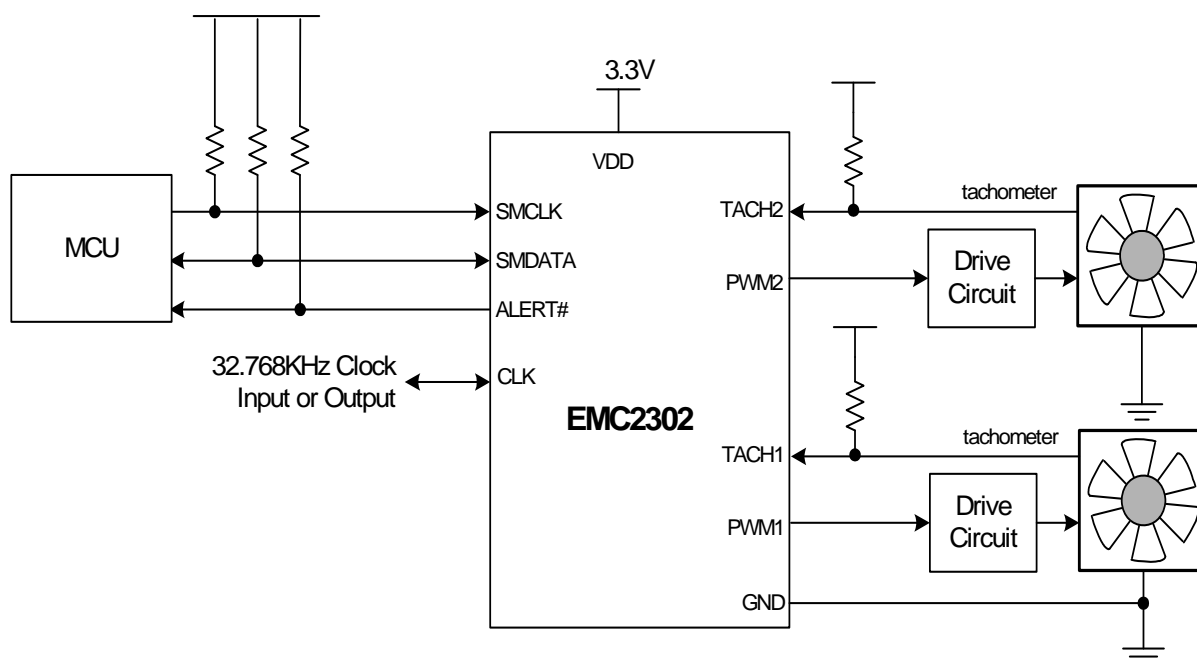 3.3V
VDD
MCU
SMCLK
SMDATA
ALERT#
32.768KHz Clock
Input or Output
CLK
EMC2302
TACH2
tachometer
PWM2
Drive
Circuit
TACH1
tachometer
PWM1
Drive
Circuit
GND